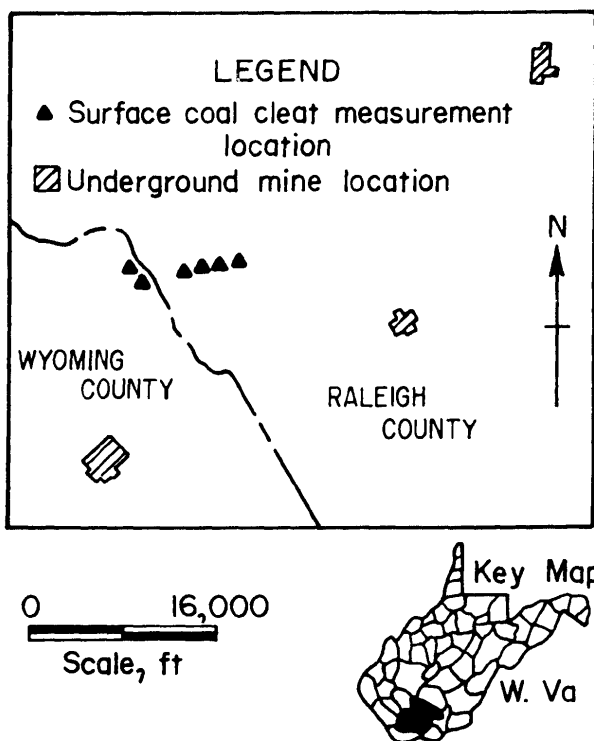 LEGEND
Surface coal cleat measurement
location
Underground mine location
N
WYOMING
COUNTY
RALEIGH
COUNTY
0 16,000
Scale, ft
Key Map
W. Va